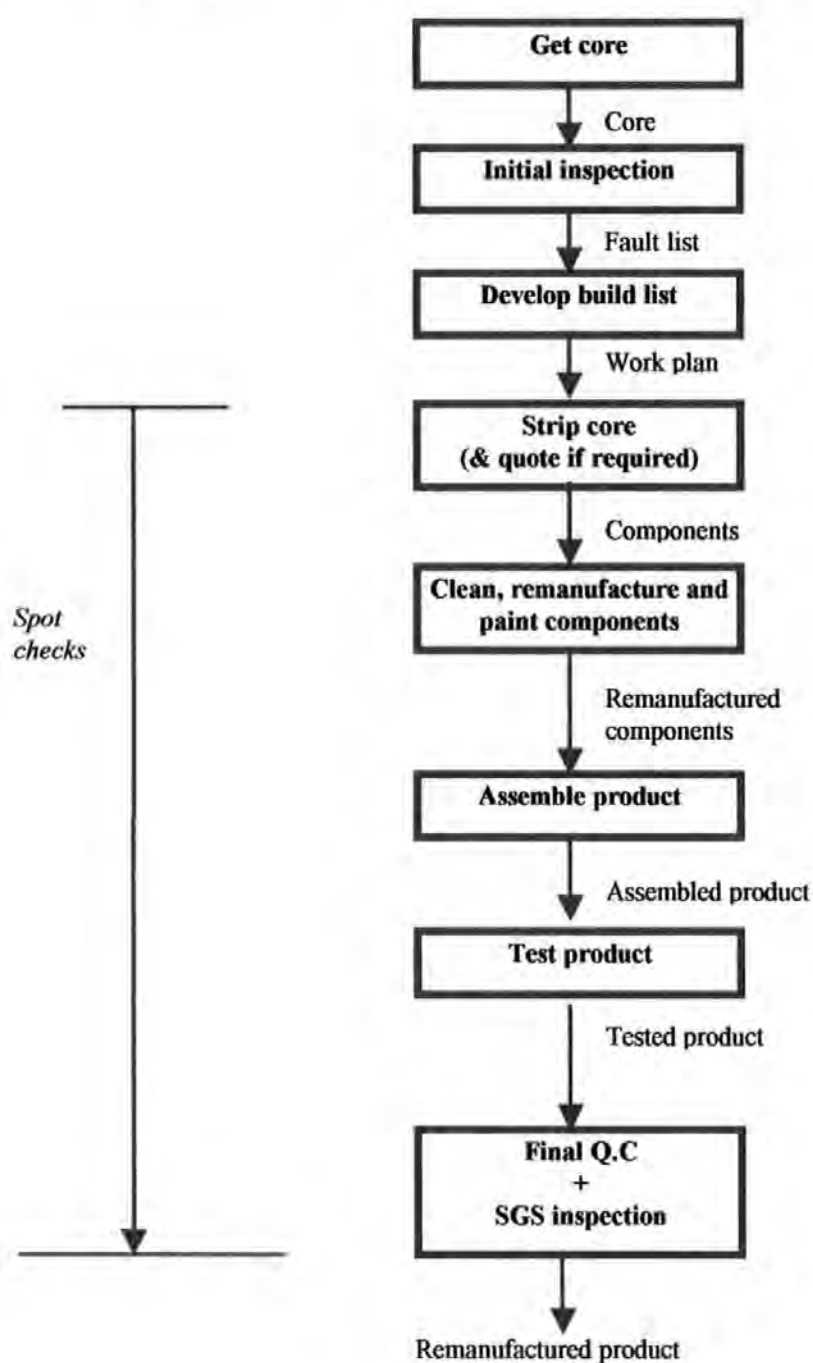 Get core
Core
Initial inspection
Fault list
Develop build list
Work plan
Strip core
(& quote if required)
Components
Clean, remanufacture and
paint components
Spot
checks
Remanufactured
components
Assemble product
Assembled product
Test product
Tested product
Final Q.C
+
SGS inspection
Remanufactured product